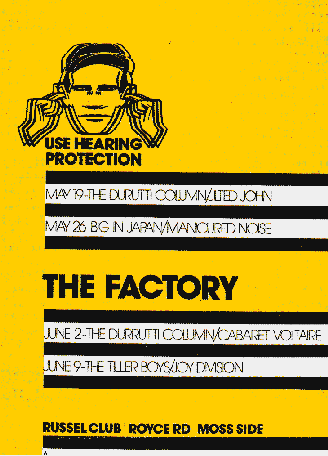 USE HEARING
PROTECTION
MAY 19-THE DURUTTI COLUMN/JILTED JOHN
MAY 26 BIG IN JAPAN/MANICURED NOISE
THE FACTORY
JUNE 2-THE DURRUTTI COLUMN/CABARET VOLTAIRE
JUNE 9-THE TILLER BOYS/JOY DIVISION
RUSSEL CLUB ROYCE RD MOSS SIDE